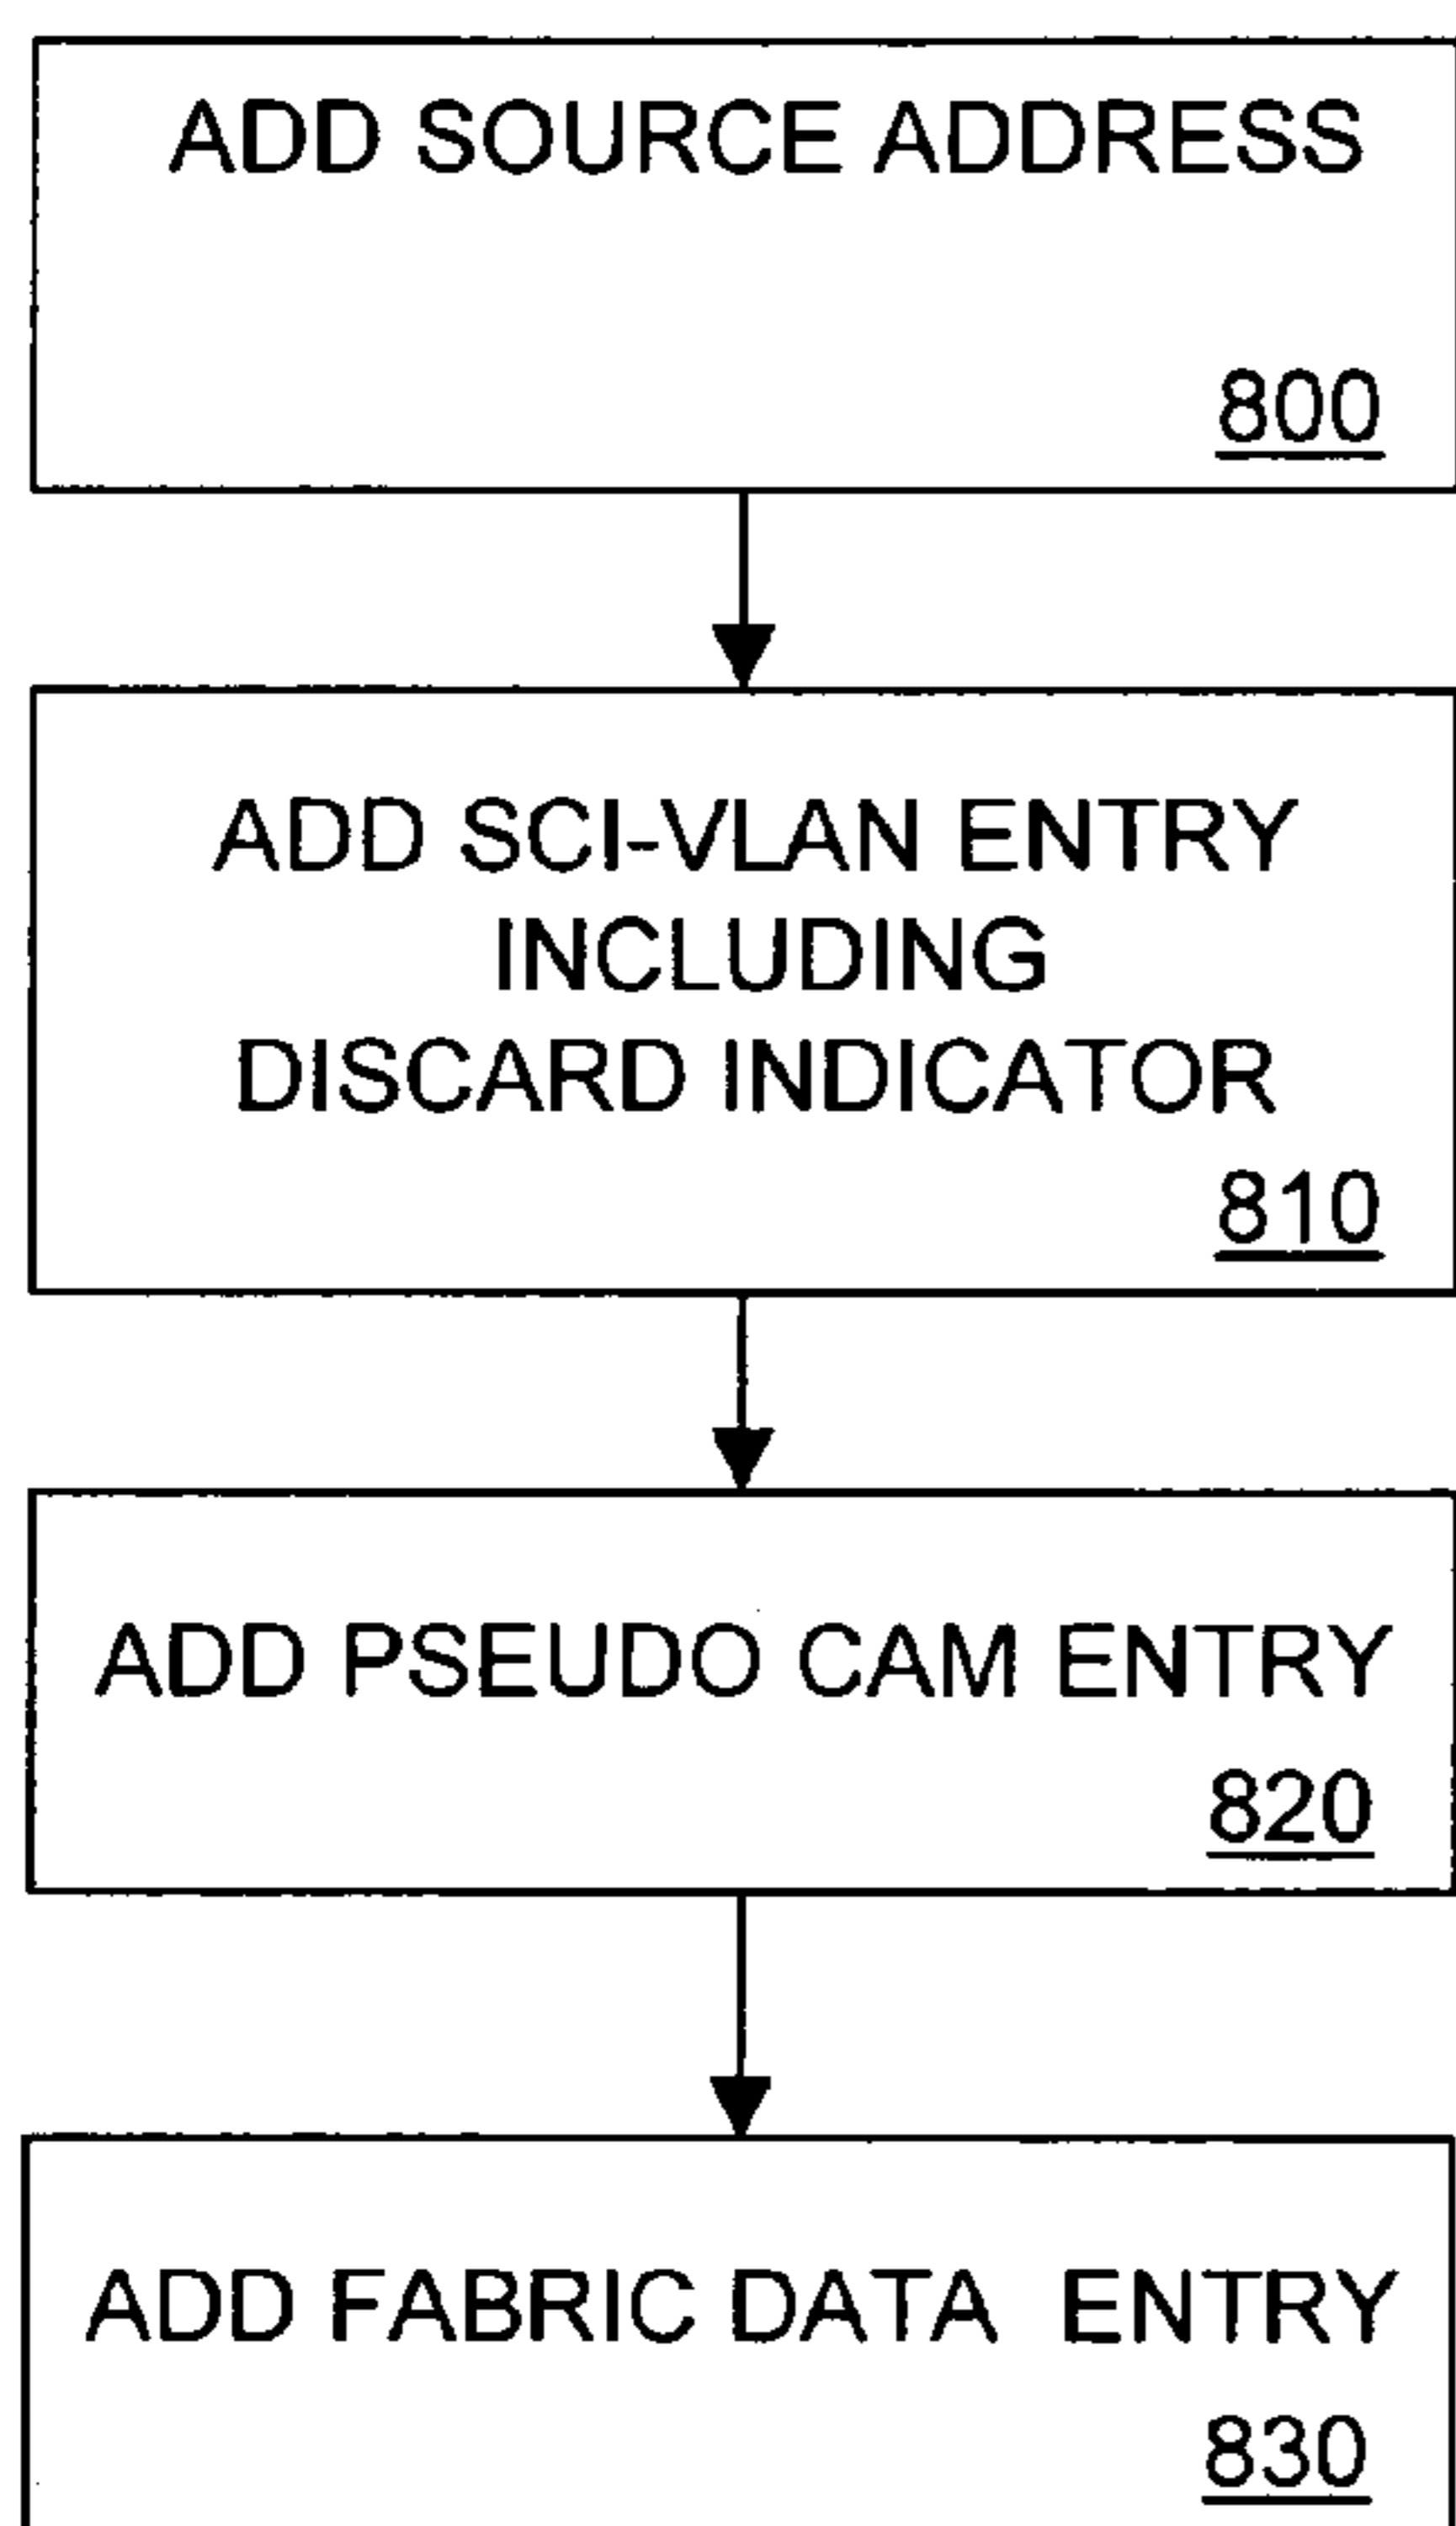 ADD SOURCE ADDRESS
800
ADD SCI-VLAN ENTRY
INCLUDING
DISCARD INDICATOR
810
ADD PSEUDO CAM ENTRY
820
ADD FABRIC DATA ENTRY
830